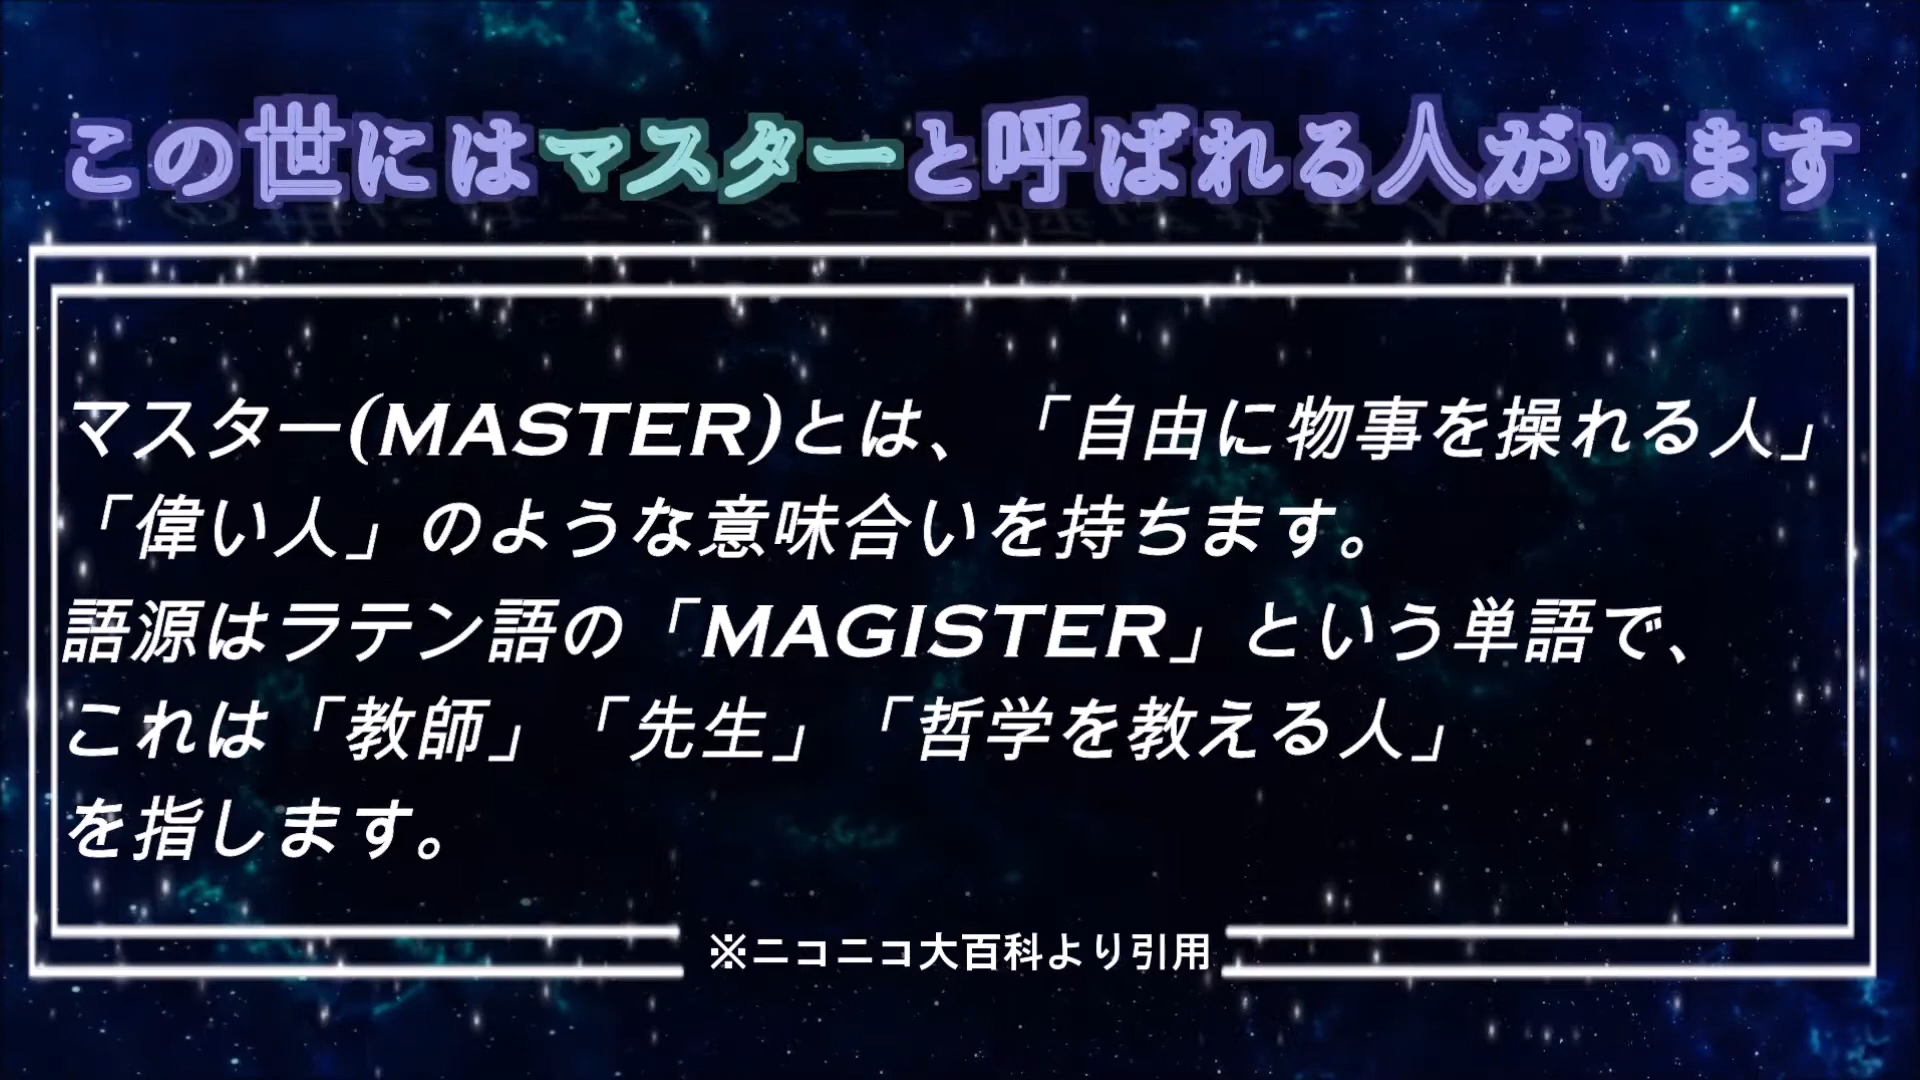 この世にはマスターと呼ばれる人がいます
マスター(MASTER)とは、「自由に物事を操れる人」
「偉い人」のような意味合いを持ちます。
語源はラテン語の「MAGISTER」という単語で、
これは「教師」「先生」「哲学を教える人」
を指します。
※ニコニコ大百科より引用